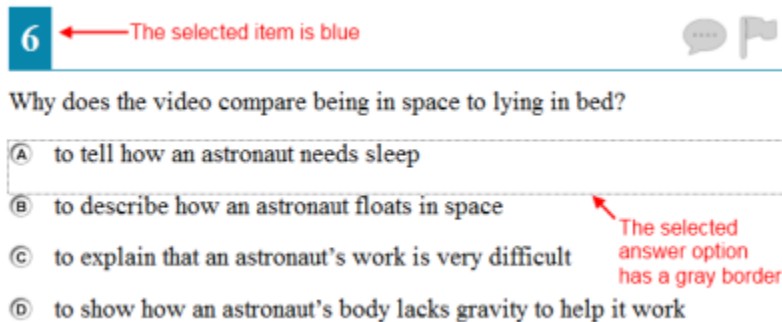 6
The selected item is blue
Why does the video compare being in space to lying in bed?
A to tell how an astronaut needs sleep
B to describe how an astronaut floats in space
C to explain that an astronaut's work is very difficult
D to show how an astronaut's body lacks gravity to help it work
The selected
answer option
has a gray border